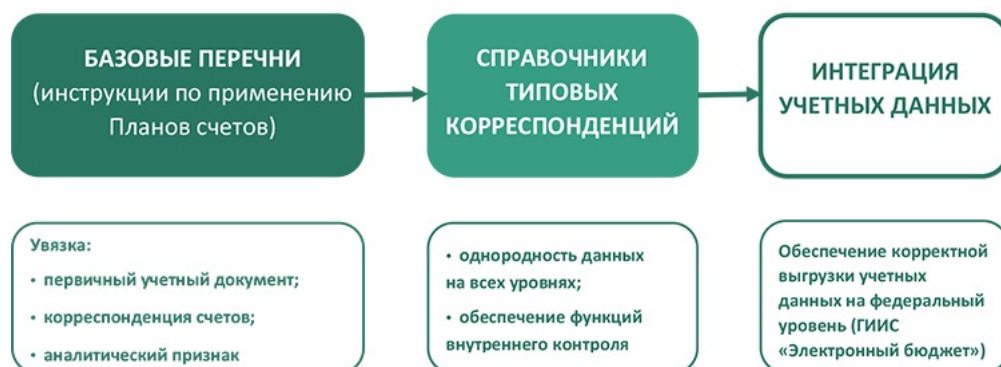 БАЗОВЫЕ ПЕРЕЧНИ
(инструкции по применению
Планов счетов)
СПРАВОЧНИКИ
ТИПОВЫХ
КОРРЕСПОНДЕНЦИЙ
ИНТЕГРАЦИЯ
УЧЕТНЫХ ДАННЫХ
Увязка:
• первичный учетный документ;
• корреспонденция счетов;
• аналитический признак
• однородность данных
на всех уровнях;
• обеспечение функций
внутреннего контроля
Обеспечение корректной
выгрузки учетных
данных на федеральный
уровень (ГИИС
«Электронный бюджет»)